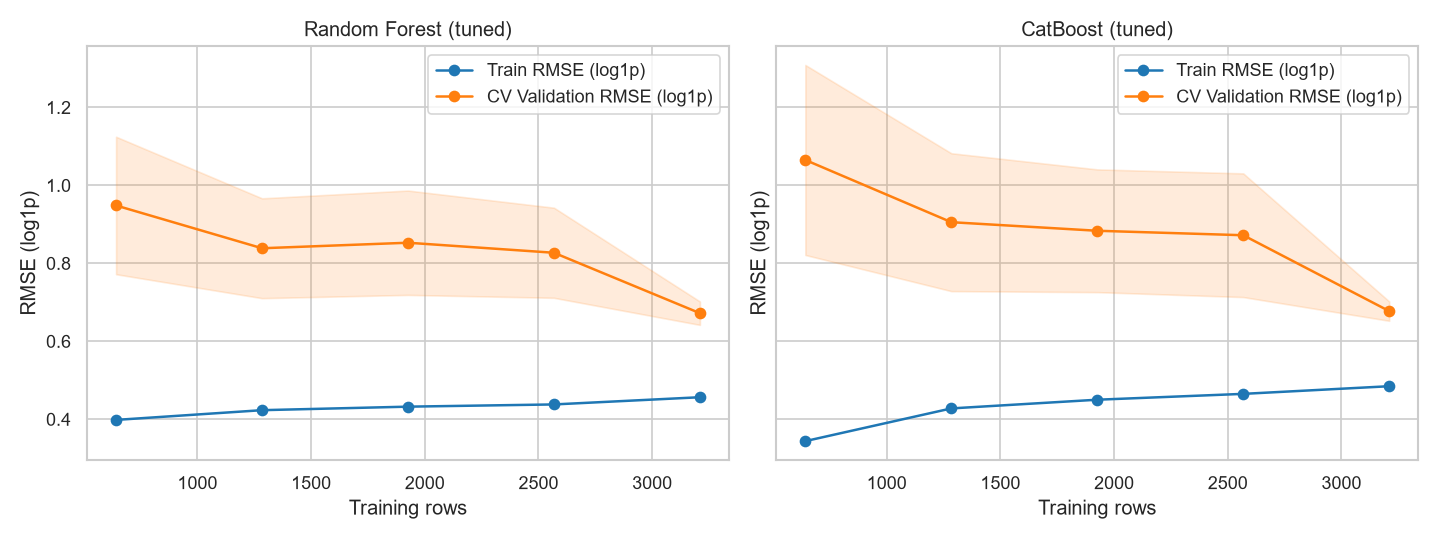 Random Forest (tuned)
Train RMSE (log1p)
CV Validation RMSE (log1p)
RMSE (log1p)
1.2
1.0
0.8
0.6
0.4
1000 1500 2000 2500 3000
Training rows
CatBoost (tuned)
Train RMSE (log1p)
CV Validation RMSE (log1p)
RMSE (log1p)
1000 1500 2000 2500 3000
Training rows